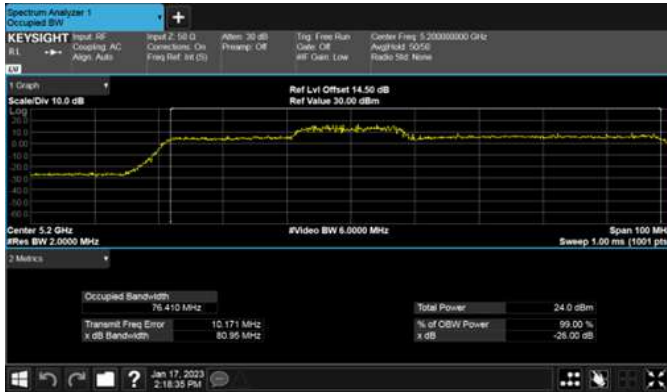 Spectrum Analyzer 1
Occupied BW
+
KEYSIGHT Input: RF Input Z: 50 Ω Atten: 30 dB Trig: Free Run Center Freq: 5.200000000 GHz
RL Coupling: AC Corrections: On Preamp: Off Gate: Off Avg|Hold: 50/50
Align: Auto Freq Ref: Int (S) #IF Gain: Low Radio Std: None
1 Graph
Ref Lvl Offset 14.50 dB
Scale/Div 10.0 dB Ref Value 30.00 dBm
Log
20.0
10.0
0.00
-10.0
-20.0
-30.0
-40.0
-50.0
-60.0
Center 5.2 GHz #Video BW 6.0000 MHz Span 100 MH
#Res BW 2.0000 MHz Sweep 1.00 ms (1001 pts
2 Metrics
Occupied Bandwidth
76.410 MHz Total Power 24.0 dBm
Transmit Freq Error 10.171 MHz % of OBW Power 99.00 %
x dB Bandwidth 80.95 MHz x dB -26.00 dB
? Jan 17, 2023
2:18:35 PM